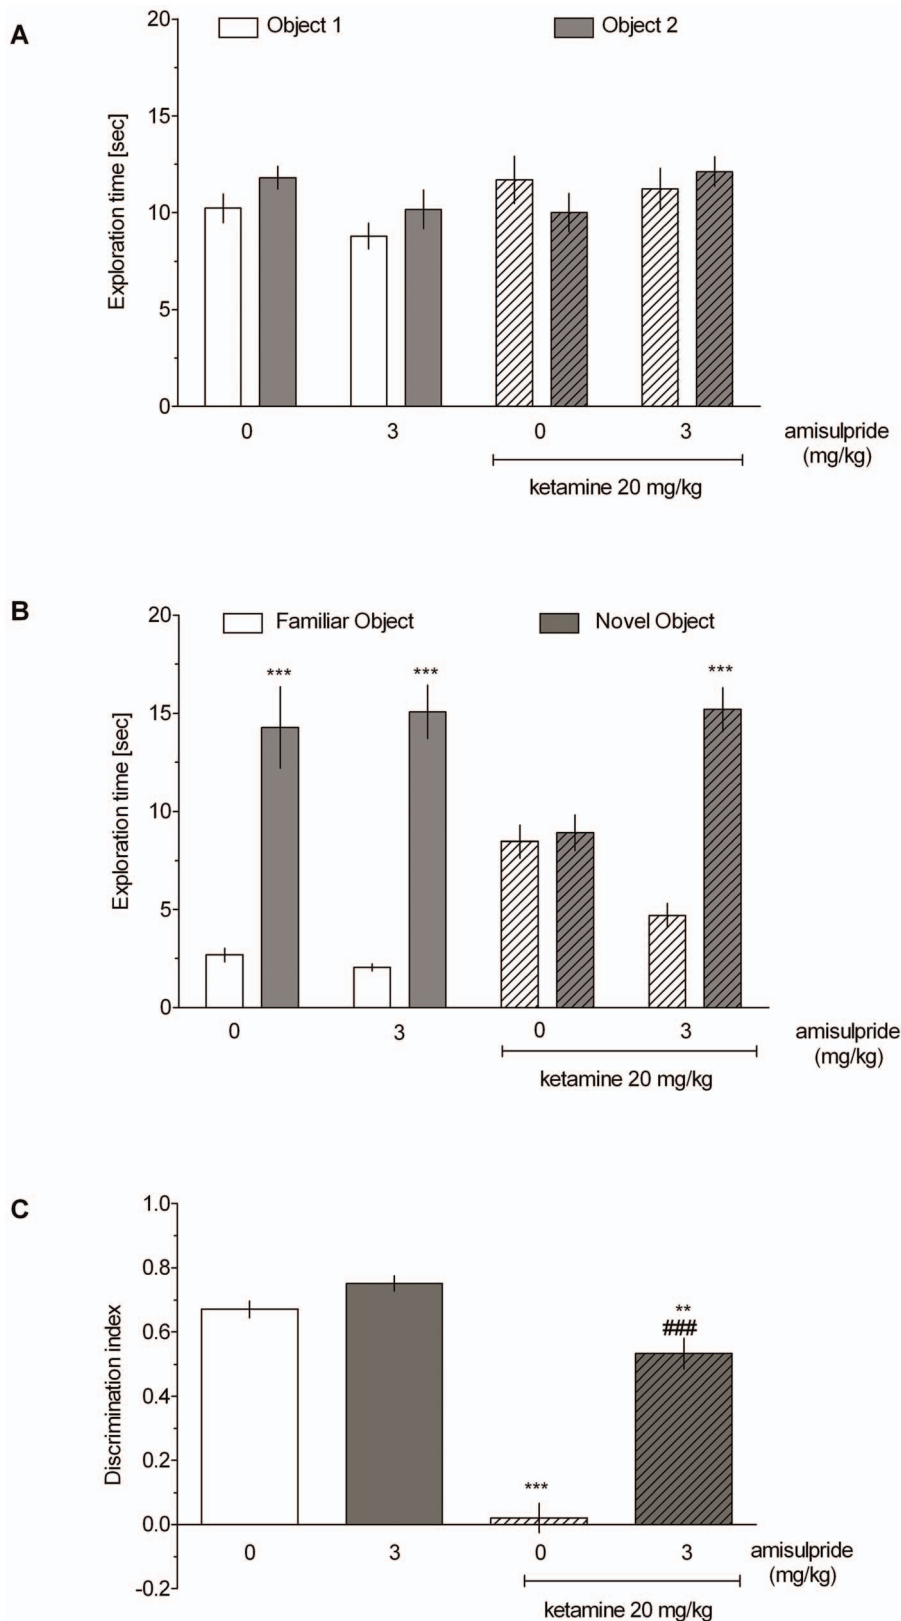 A
Object 1
Object 2
20
15
10
5
0
Exploration time [sec]
0 3 0 3 amisulpride
(mg/kg)
ketamine 20 mg/kg
B
Familiar Object
Novel Object
20
15
10
5
0
Exploration time [sec]
*** *** ***
0 3 0 3 amisulpride
(mg/kg)
ketamine 20 mg/kg
C
1.0
0.8
0.6
0.4
0.2
0.0
-0.2
Discrimination index
**
###
***
0 3 0 3 amisulpride
(mg/kg)
ketamine 20 mg/kg